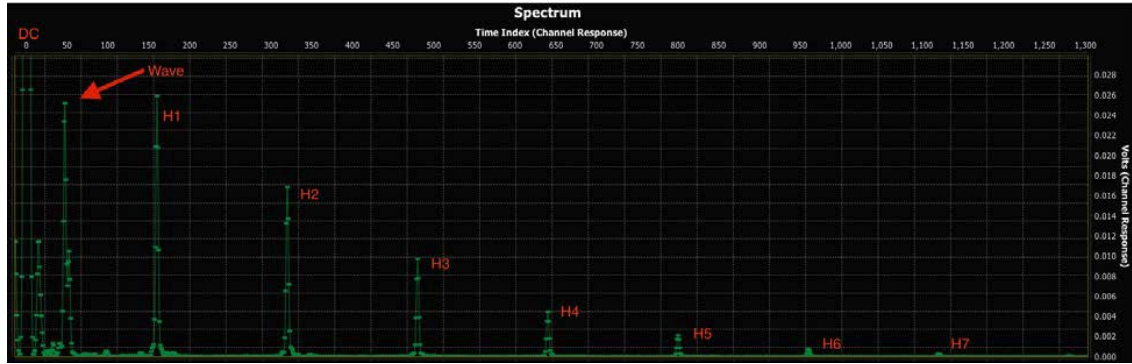 Spectrum
Time Index (Channel Response)
DC
0 50 100 150 200 250 300 350 400 450 500 550 600 650 700 750 800 850 900 950 1,000 1,050 1,100 1,150 1,200 1,250 1,300
Wave
H1
H2
H3
H4
H5
H6
H7
0.028
0.026
0.024
0.022
0.020
0.018
0.016
0.014
0.012
0.010
0.008
0.006
0.004
0.002
0.000
Volts (Channel Response)